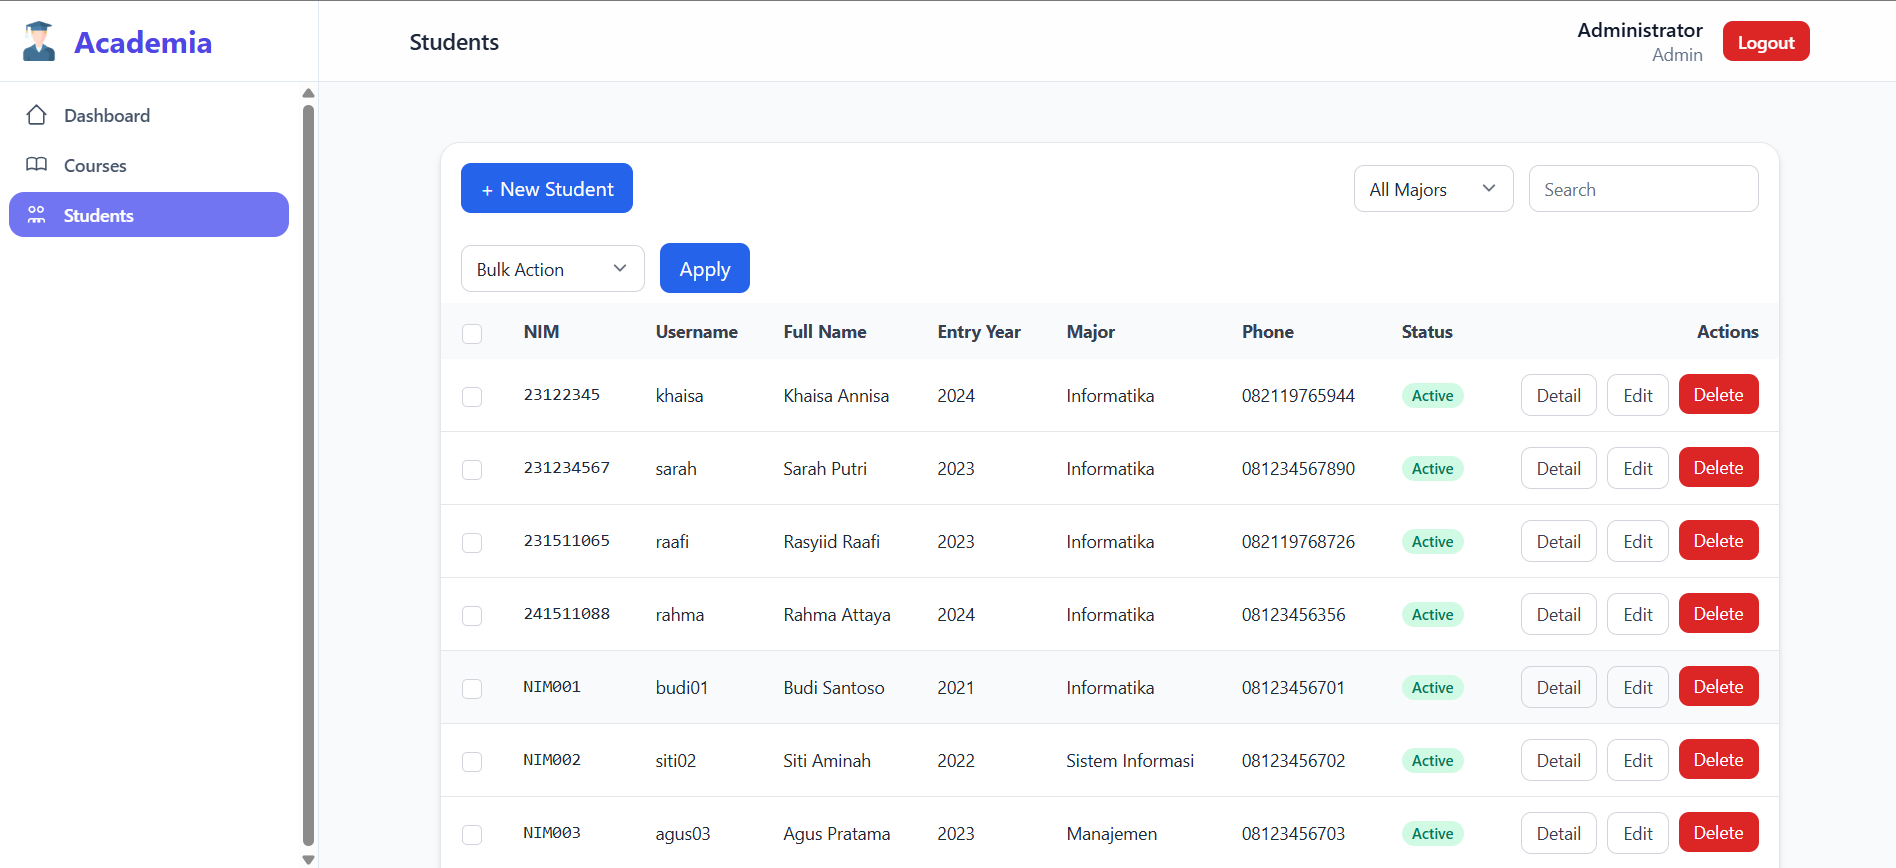 Academia
Students
Administrator
Admin
Logout
Dashboard
Courses
Students
+ New Student
All Majors
Search
Bulk Action
Apply
NIM Username Full Name Entry Year Major Phone Status Actions
23122345 khaisa Khaisa Annisa 2024 Informatika 082119765944 Active Detail Edit Delete
231234567 sarah Sarah Putri 2023 Informatika 081234567890 Active Detail Edit Delete
231511065 raafi Rasyiid Raafi 2023 Informatika 082119768726 Active Detail Edit Delete
241511088 rahma Rahma Attaya 2024 Informatika 08123456356 Active Detail Edit Delete
NIM001 budi01 Budi Santoso 2021 Informatika 08123456701 Active Detail Edit Delete
NIM002 siti02 Siti Aminah 2022 Sistem Informasi 08123456702 Active Detail Edit Delete
NIM003 agus03 Agus Pratama 2023 Manajemen 08123456703 Active Detail Edit Delete